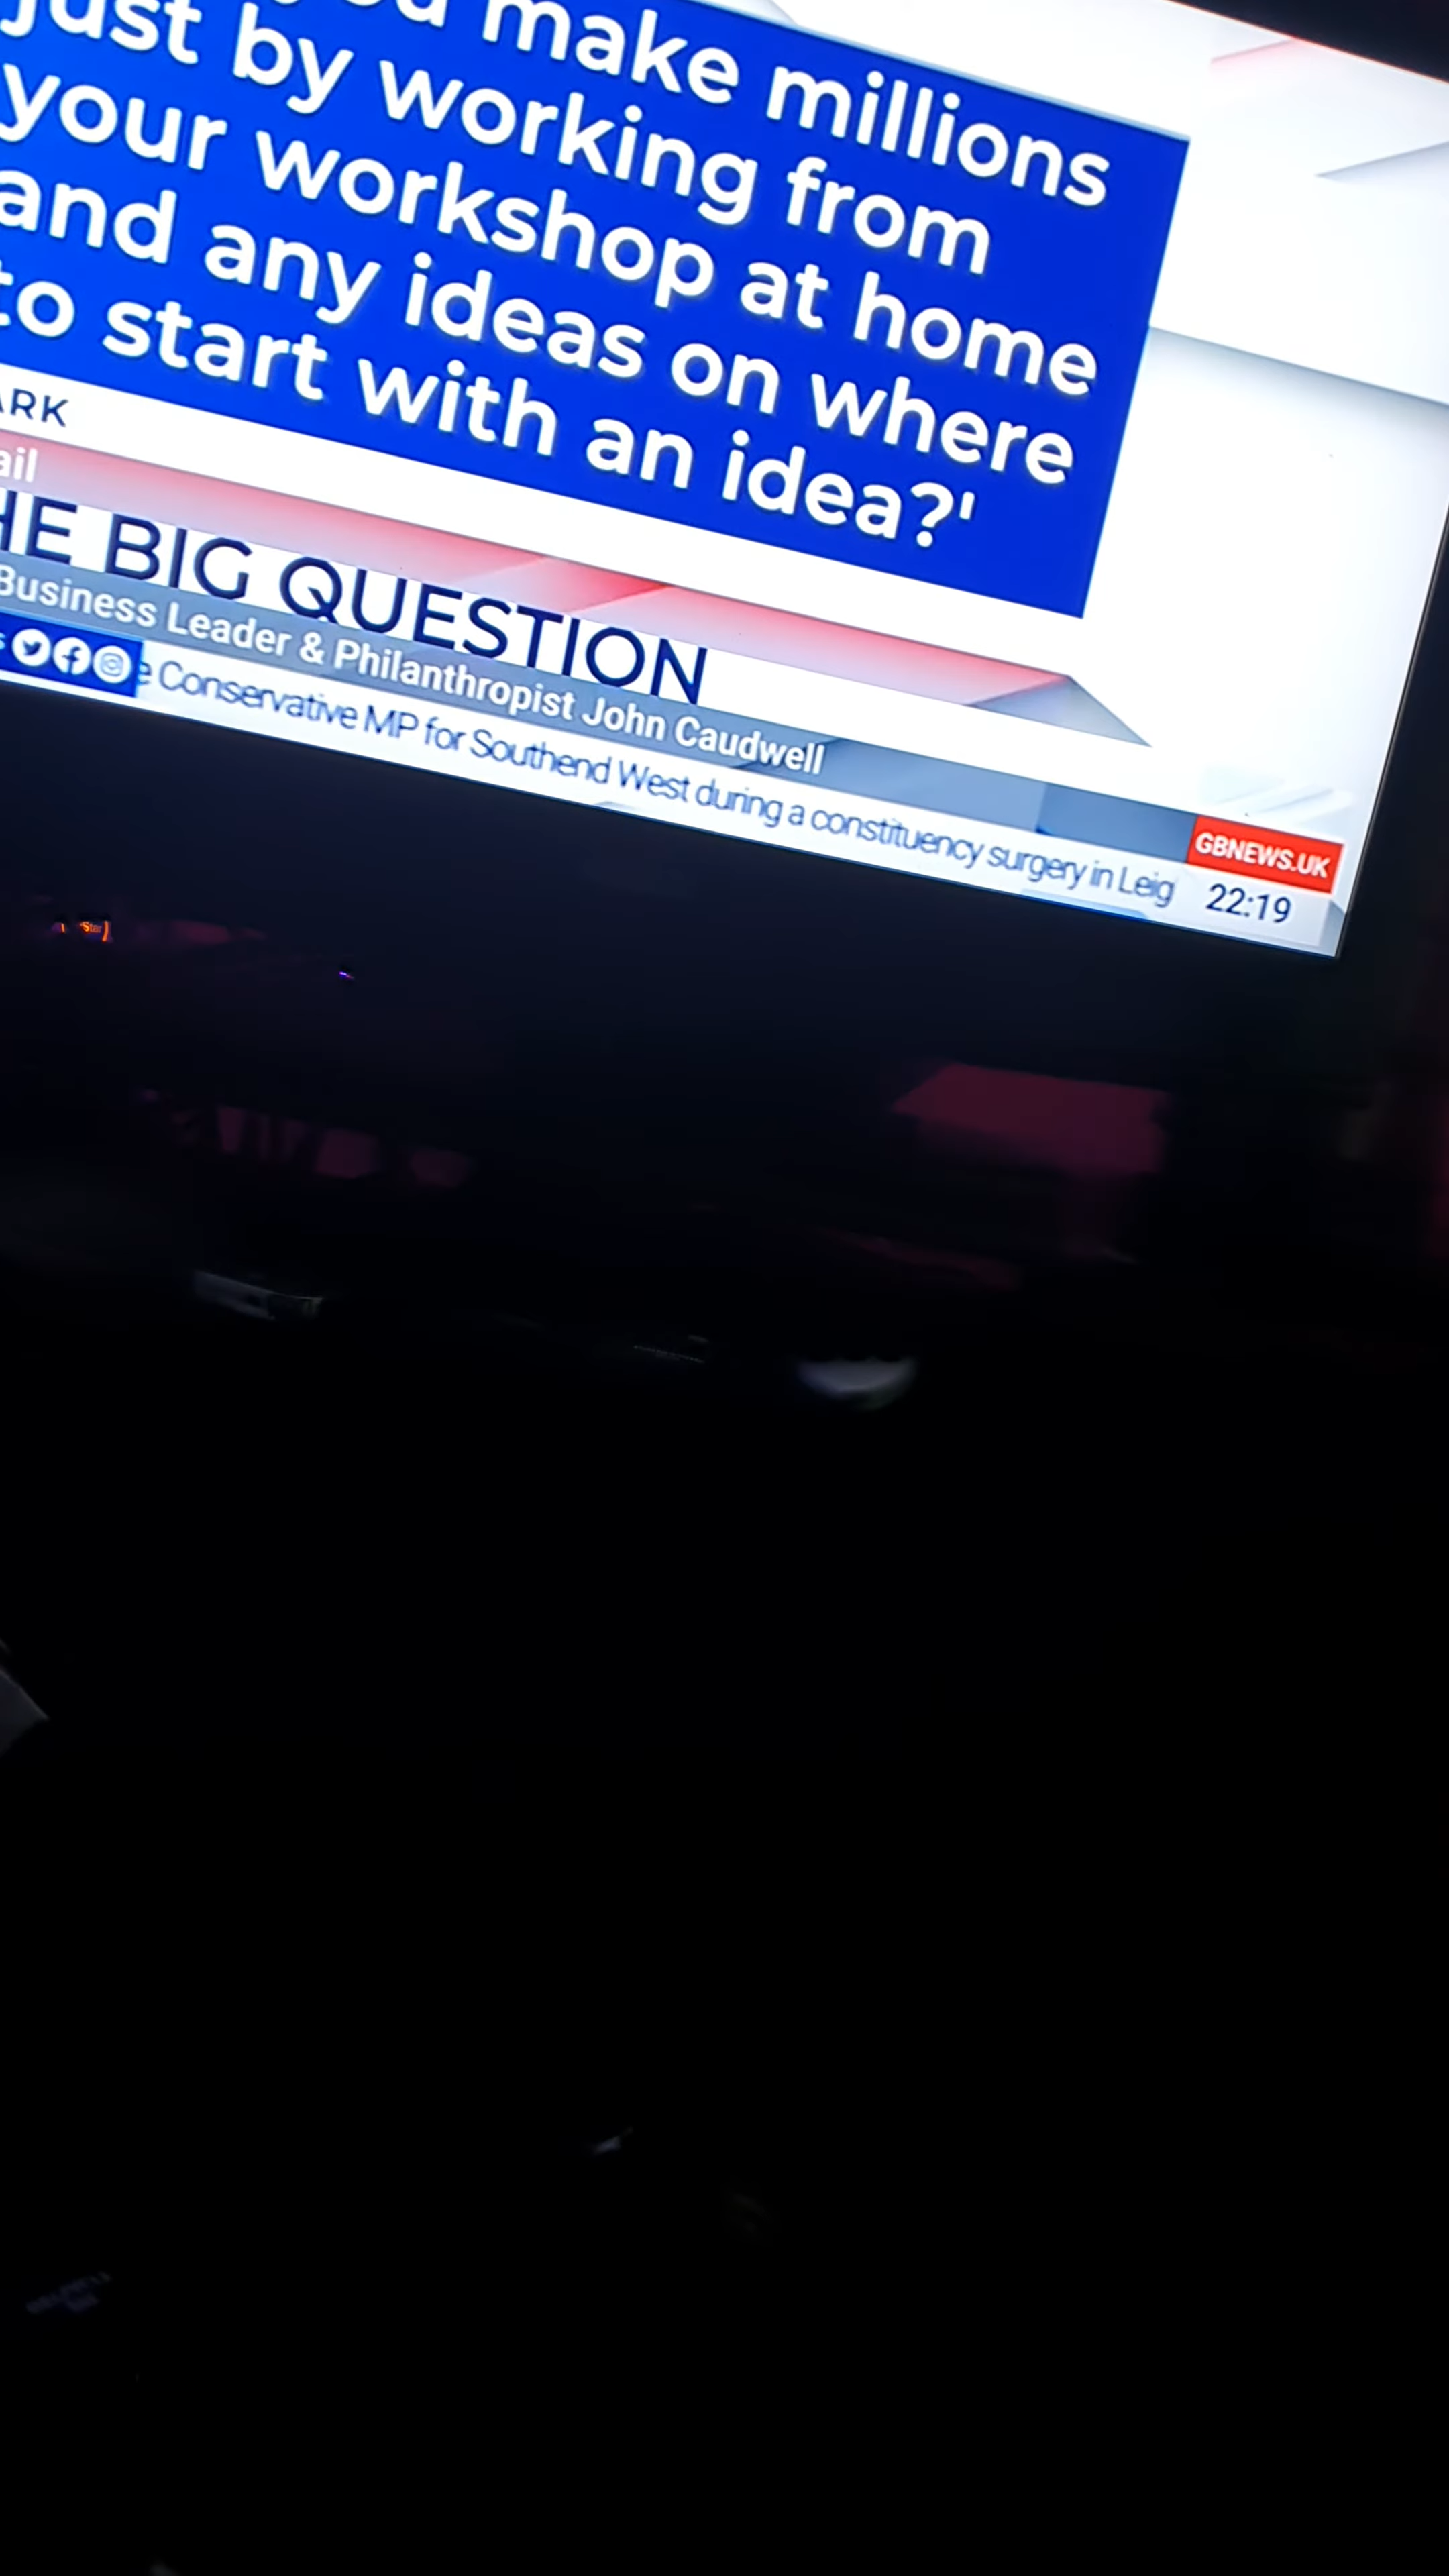 make millions
just by working from
your workshop at home
and any ideas on where
to start with an idea?'
ARK
ail
HE BIG QUESTION
Business Leader & Philanthropist John Caudwell
e Conservative MP for Southend West during a constituency surgery in Leig
GBNEWS.UK
22:19